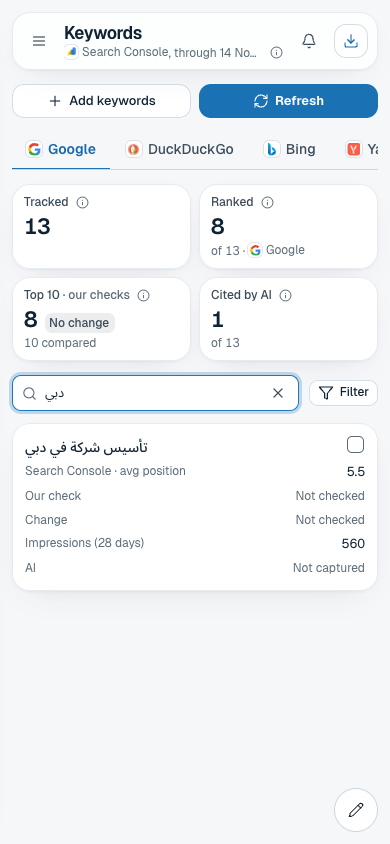 Keywords
Search Console, through 14 No...
Add keywords
Refresh
Google
DuckDuckGo
Bing
Tracked
13
Ranked
8
of 13 · Google
Top 10 · our checks
8 No change
10 compared
Cited by AI
1
of 13
دبي
Filter
تأسيس شركة في دبي
Search Console · avg position 5.5
Our check Not checked
Change Not checked
Impressions (28 days) 560
AI Not captured